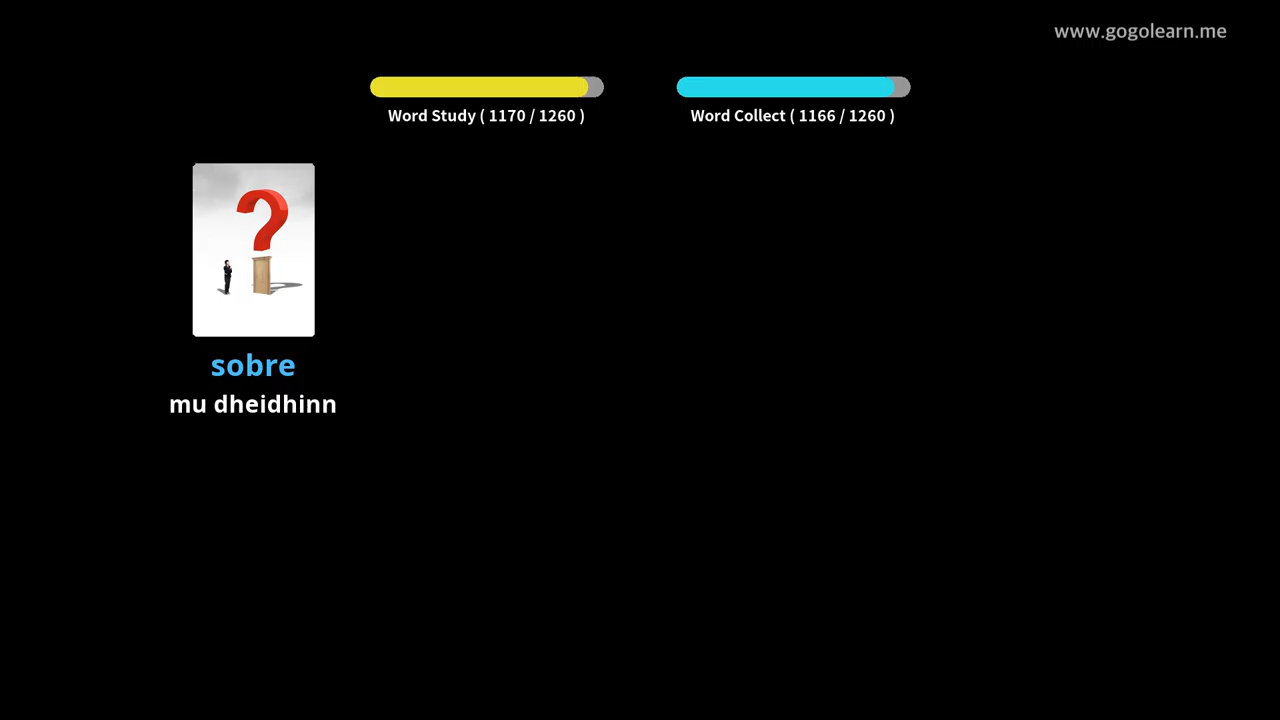 www.gogolearn.me
Word Study ( 1170 / 1260 )
Word Collect ( 1166 / 1260 )
sobre
mu dheidhinn